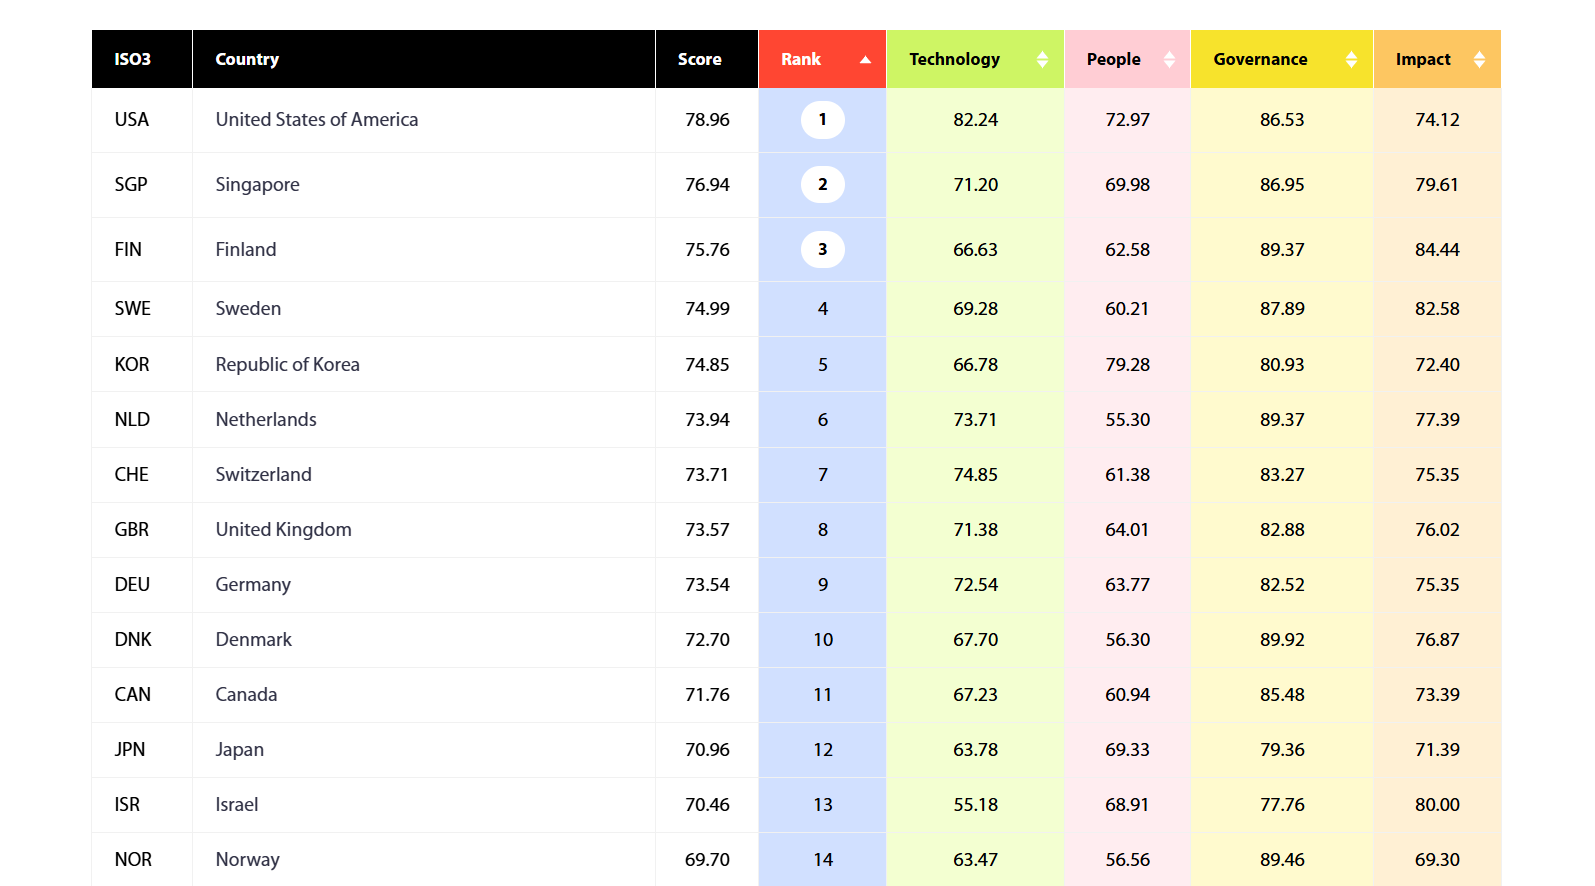 ISO3 Country Score Rank Technology People Governance Impact
USA United States of America 78.96 1 82.24 72.97 86.53 74.12
SGP Singapore 76.94 2 71.20 69.98 86.95 79.61
FIN Finland 75.76 3 66.63 62.58 89.37 84.44
SWE Sweden 74.99 4 69.28 60.21 87.89 82.58
KOR Republic of Korea 74.85 5 66.78 79.28 80.93 72.40
NLD Netherlands 73.94 6 73.71 55.30 89.37 77.39
CHE Switzerland 73.71 7 74.85 61.38 83.27 75.35
GBR United Kingdom 73.57 8 71.38 64.01 82.88 76.02
DEU Germany 73.54 9 72.54 63.77 82.52 75.35
DNK Denmark 72.70 10 67.70 56.30 89.92 76.87
CAN Canada 71.76 11 67.23 60.94 85.48 73.39
JPN Japan 70.96 12 63.78 69.33 79.36 71.39
ISR Israel 70.46 13 55.18 68.91 77.76 80.00
NOR Norway 69.70 14 63.47 56.56 89.46 69.30